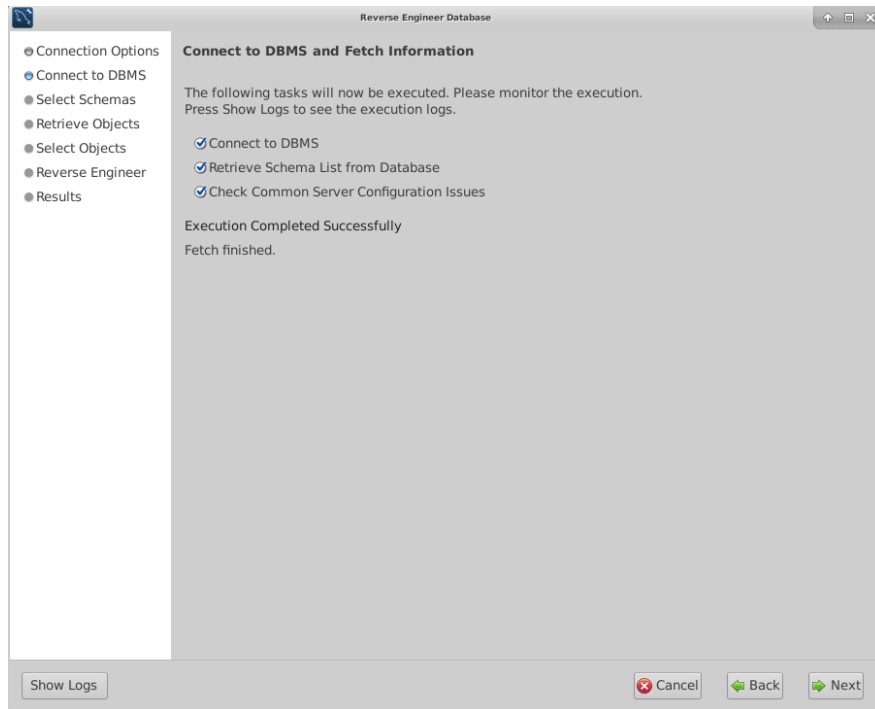 Reverse Engineer Database
Connection Options
Connect to DBMS
Select Schemas
Retrieve Objects
Select Objects
Reverse Engineer
Results
Connect to DBMS and Fetch Information
The following tasks will now be executed. Please monitor the execution.
Press Show Logs to see the execution logs.
Connect to DBMS
Retrieve Schema List from Database
Check Common Server Configuration Issues
Execution Completed Successfully
Fetch finished.
Show Logs
Cancel
Back
Next